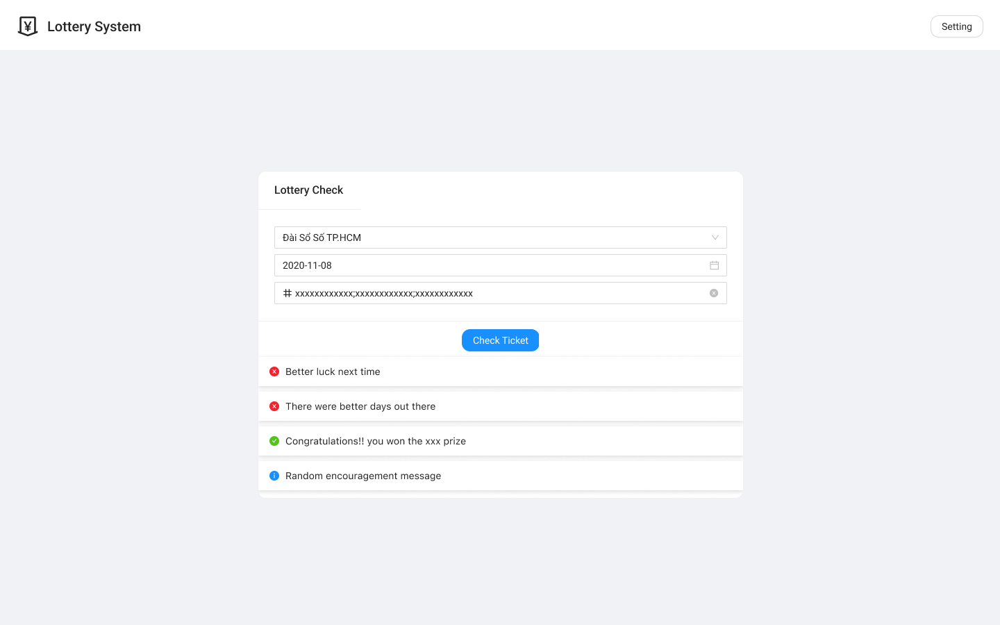 Lottery System
Setting
Lottery Check
Đài Sổ Số TP.HCM
2020-11-08
# xxxxxxxxxxxx;xxxxxxxxxxxx;xxxxxxxxxxxx
Check Ticket
Better luck next time
There were better days out there
Congratulations!! you won the xxx prize
Random encouragement message